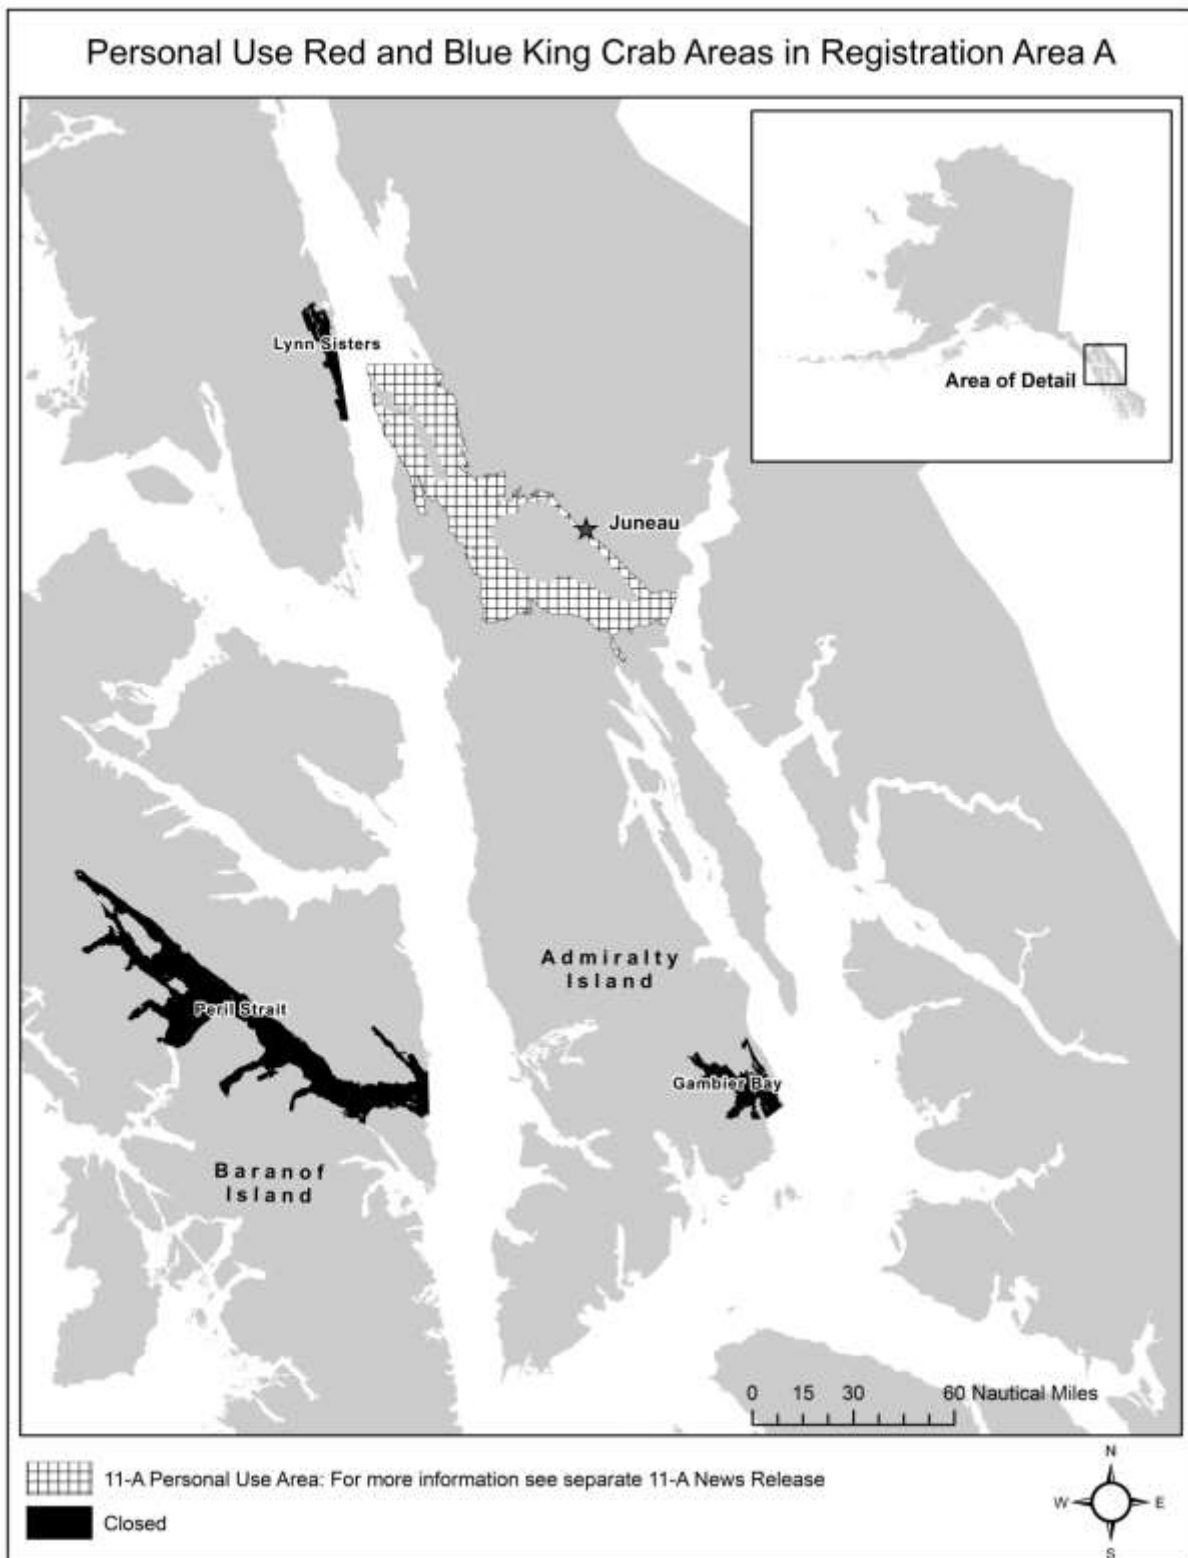 Personal Use Red and Blue King Crab Areas in Registration Area A
Area of Detail
Lynn Sisters
Juneau
Admiralty
Island
Peril Strait
Gambier Bay
Baranof
Island
0 15 30 60 Nautical Miles
11-A Personal Use Area: For more information see separate 11-A News Release
Closed
N
W E
S